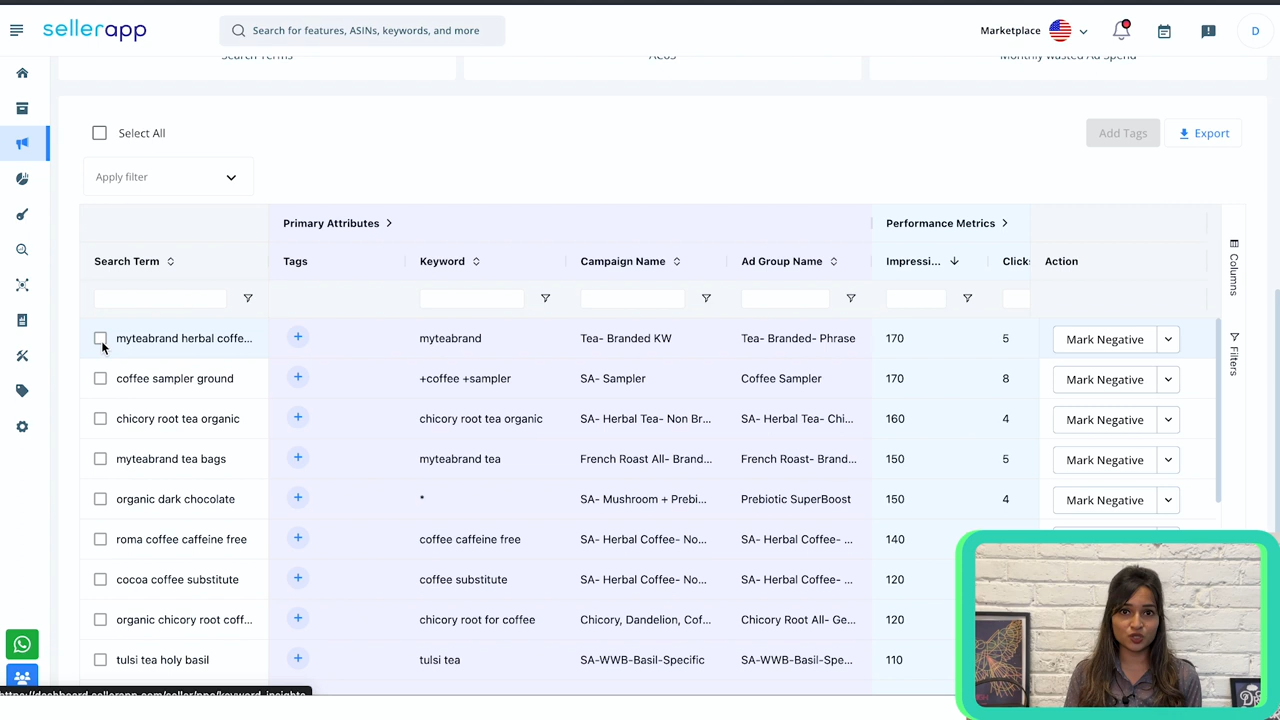 sellerapp
Search for features, ASINs, keywords, and more
Marketplace
D
Search Terms
ACoS
Monthly Wasted Ad Spend
Select All
Add Tags
Export
Apply filter
Primary Attributes
Performance Metrics
Search Term
Tags
Keyword
Campaign Name
Ad Group Name
Impressi...
Clicks
Action
Columns
Filters
myteabrand herbal coffe... myteabrand Tea- Branded KW Tea- Branded- Phrase 170 5 Mark Negative
coffee sampler ground +coffee +sampler SA- Sampler Coffee Sampler 170 8 Mark Negative
chicory root tea organic chicory root tea organic SA- Herbal Tea- Non Br... SA- Herbal Tea- Chi... 160 4 Mark Negative
myteabrand tea bags myteabrand tea French Roast All- Brand... French Roast- Brand... 150 5 Mark Negative
organic dark chocolate * SA- Mushroom + Prebi... Prebiotic SuperBoost 150 4 Mark Negative
roma coffee caffeine free coffee caffeine free SA- Herbal Coffee- No... SA- Herbal Coffee- ... 140
cocoa coffee substitute coffee substitute SA- Herbal Coffee- No... SA- Herbal Coffee- ... 120
organic chicory root coff... chicory root for coffee Chicory, Dandelion, Cof... Chicory Root All- Ge... 120
tulsi tea holy basil tulsi tea SA-WWB-Basil-Specific SA-WWB-Basil-Spe... 110
https://dashboard.sellerapp.com/seller/ppc/keyword_insights